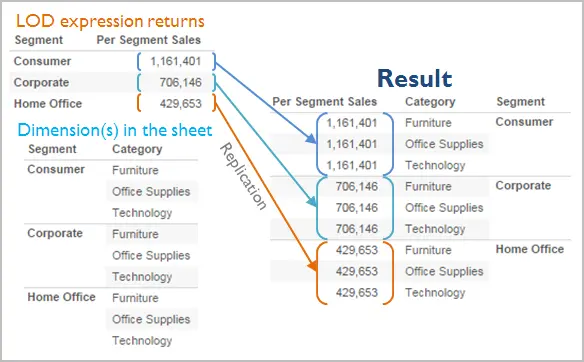 LOD expression returns
Segment Per Segment Sales
Consumer 1,161,401
Corporate 706,146
Home Office 429,653
Dimension(s) in the sheet
Segment Category
Consumer Furniture
Office Supplies
Technology
Corporate Furniture
Office Supplies
Technology
Home Office Furniture
Office Supplies
Technology
Replication
Result
Per Segment Sales Category Segment
1,161,401 Furniture Consumer
1,161,401 Office Supplies
1,161,401 Technology
706,146 Furniture Corporate
706,146 Office Supplies
706,146 Technology
429,653 Furniture Home Office
429,653 Office Supplies
429,653 Technology